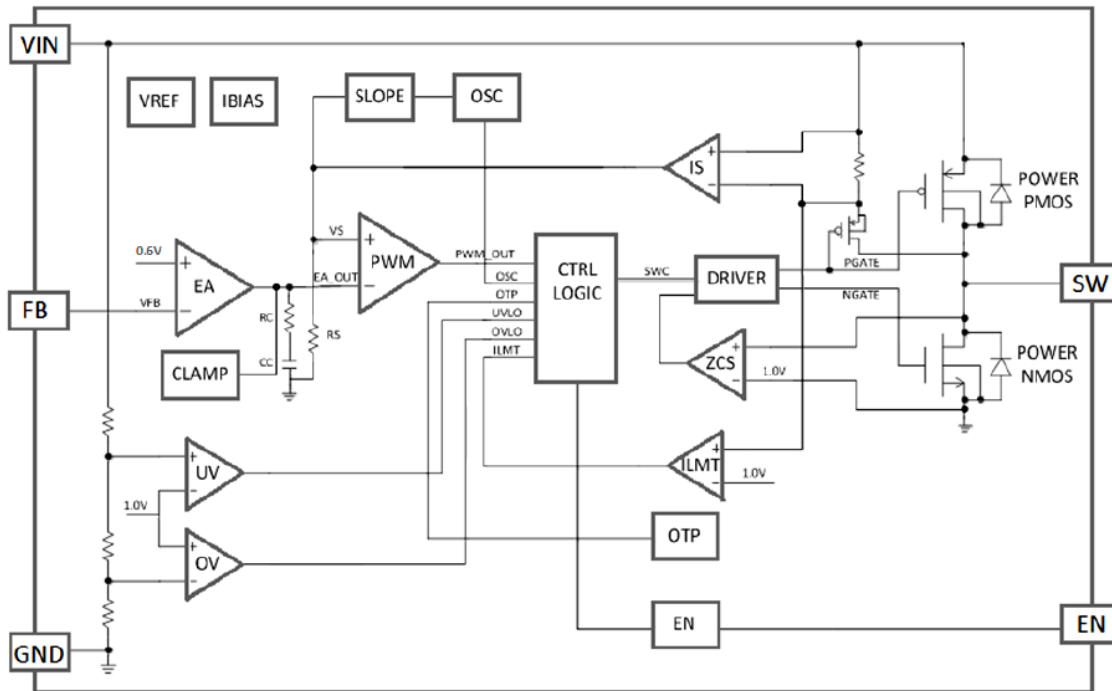 VIN
VREF
IBIAS
SLOPE
OSC
+
IS
−
POWER
PMOS
0.6V
+
EA
−
VFB
FB
VS
+
PWM
−
EA_OUT
RC
CC
RS
CLAMP
PWM_OUT
OSC
OTP
UVLO
OVLO
ILMT
CTRL
LOGIC
SWC
DRIVER
PGATE
NGATE
SW
+
ZCS
−
1.0V
POWER
NMOS
+
UV
−
1.0V
+
OV
−
+
ILMT
−
1.0V
OTP
EN
EN
GND